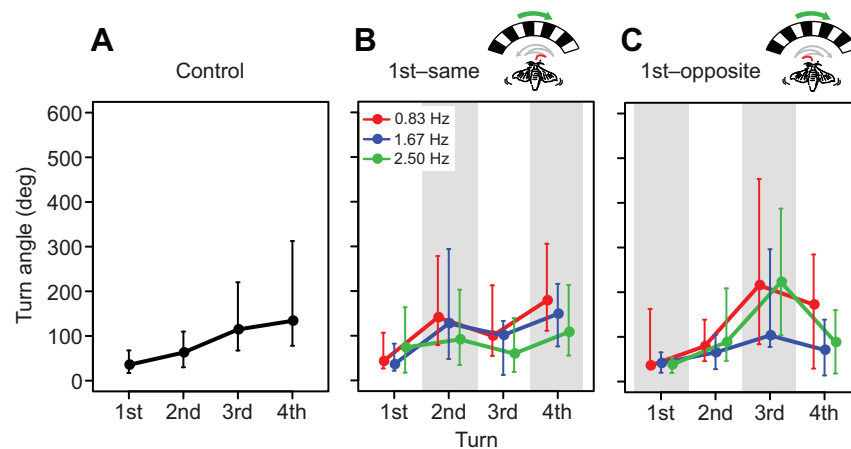 A
Control
B
1st–same
C
1st–opposite
Turn angle (deg)
600
500
400
300
200
100
0
0.83 Hz
1.67 Hz
2.50 Hz
1st 2nd 3rd 4th
1st 2nd 3rd 4th
1st 2nd 3rd 4th
Turn